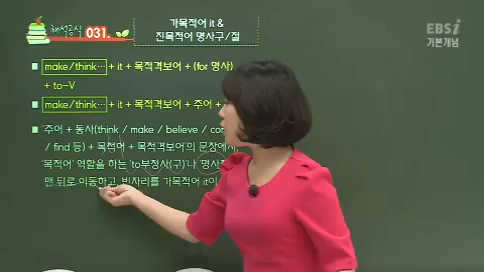 해석공식 031.
가목적어 it &
진목적어 명사구/절
EBSi
기본개념
make/think… + it + 목적격보어 + (for 명사)
+ to-V
make/think… + it + 목적격보어 + 주어 +
'주어 + 동사(think / make / believe /
/ find 등) + 목적어 + 목적격보어'의 문장에서,
'목적어' 역할을 하는 'to부정사(구)'나
맨 뒤로 이동하고, 빈자리를 가목적어 it이